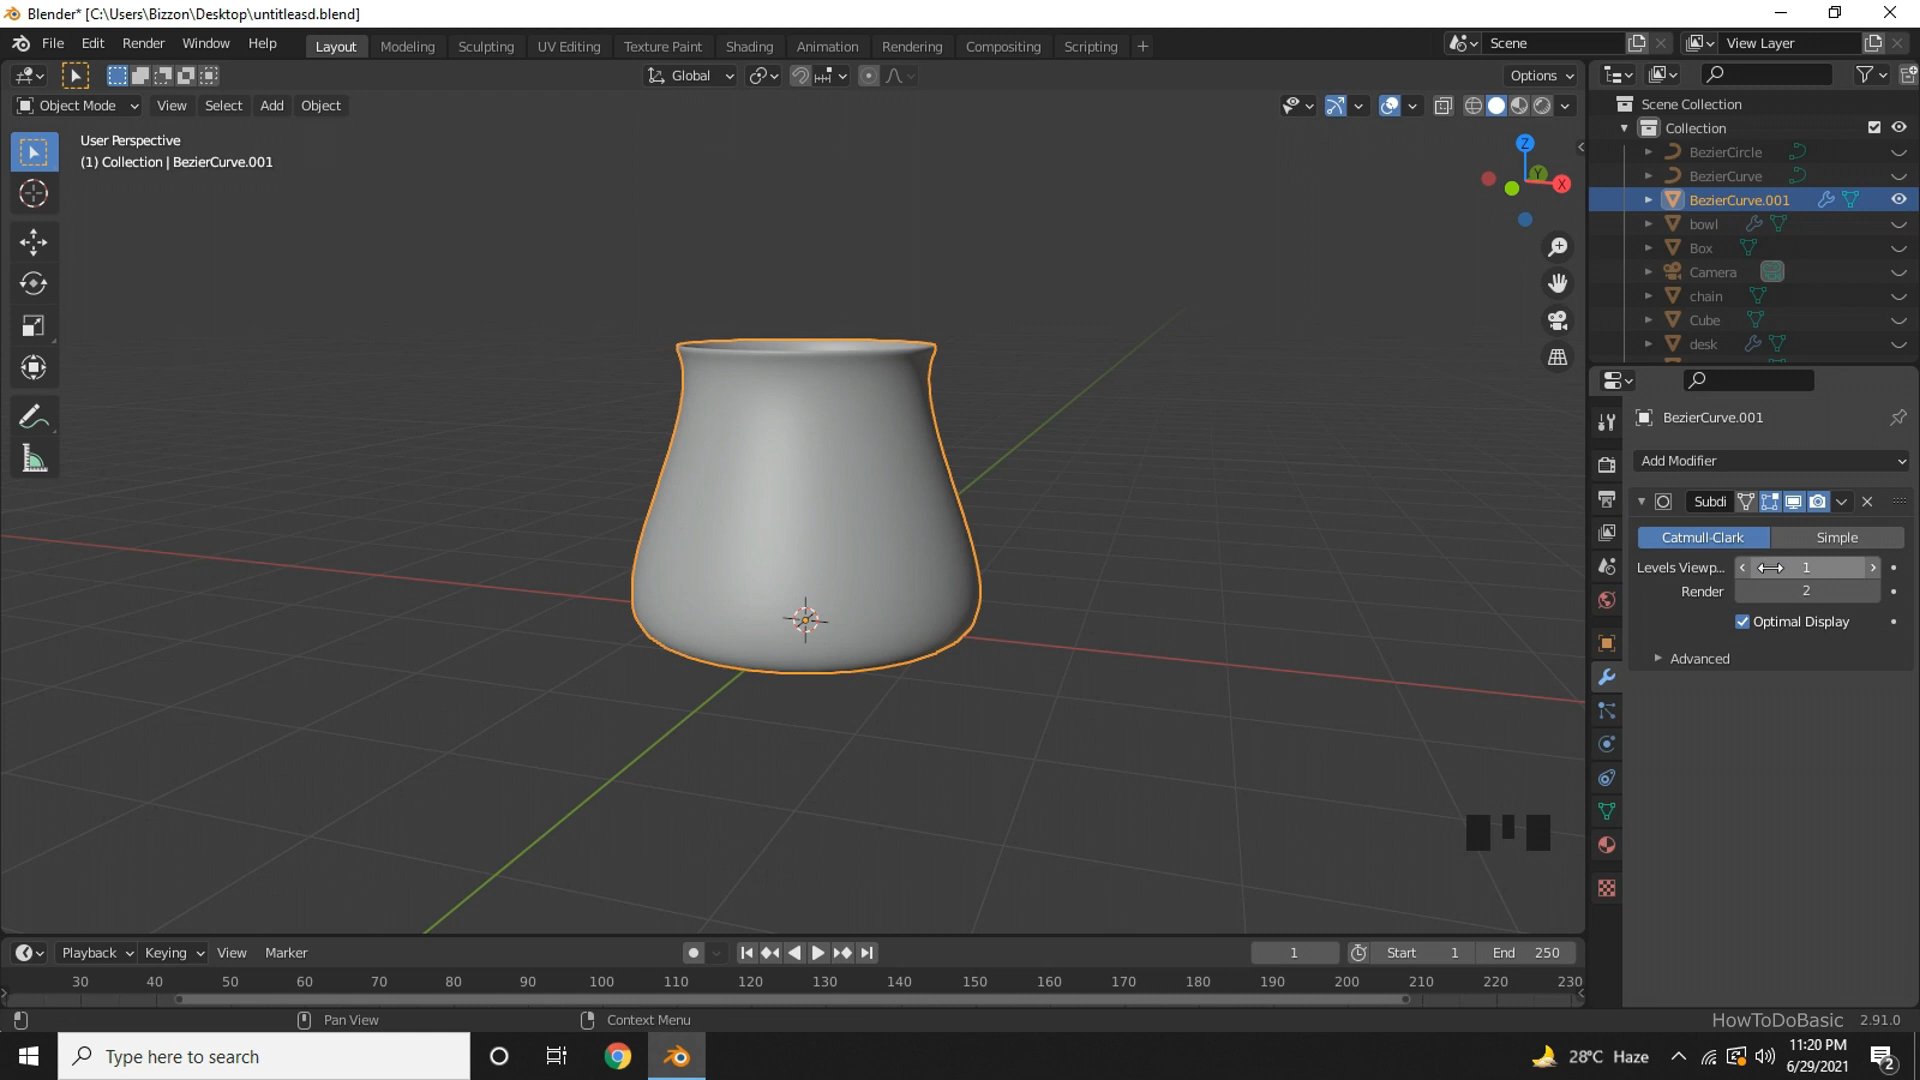 Blender* [C:\Users\Bizzon\Desktop\untitleasd.blend]
File Edit Render Window Help Layout Modeling Sculpting UV Editing Texture Paint Shading Animation Rendering Compositing Scripting + Scene View Layer
Global Options
Object Mode View Select Add Object
User Perspective
(1) Collection | BezierCurve.001
Z
Y
X
Scene Collection
Collection
BezierCircle
BezierCurve
BezierCurve.001
bowl
Box
Camera
chain
Cube
desk
BezierCurve.001
Add Modifier
Subdi
Catmull-Clark Simple
Levels Viewp... 1
Render 2
Optimal Display
Advanced
Playback Keying View Marker 1 Start 1 End 250
30 40 50 60 70 80 90 100 110 120 130 140 150 160 170 180 190 200 210 220 230
Pan View Context Menu HowToDoBasic 2.91.0
Type here to search 28°C Haze 11:20 PM
6/29/2021 2